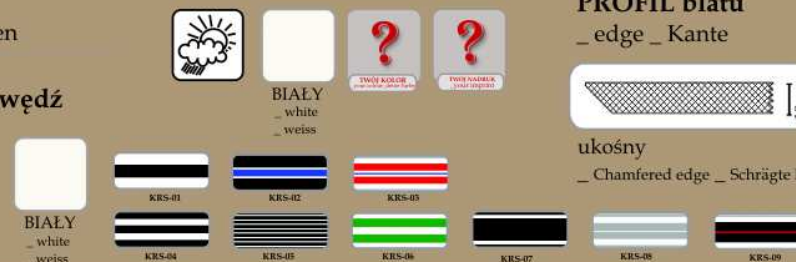 en
wędź
BIAŁY
_ white
_ weiss
TWÓJ KOLOR
TWÓJ NADRUK
_ your imprint
PROFIL blatu
_ edge _ Kante
ukośny
_ Chamfered edge _ Schrägte
BIAŁY
_ white
_ weiss
KRS-01
KRS-02
KRS-03
KRS-04
KRS-05
KRS-06
KRS-07
KRS-08
KRS-09